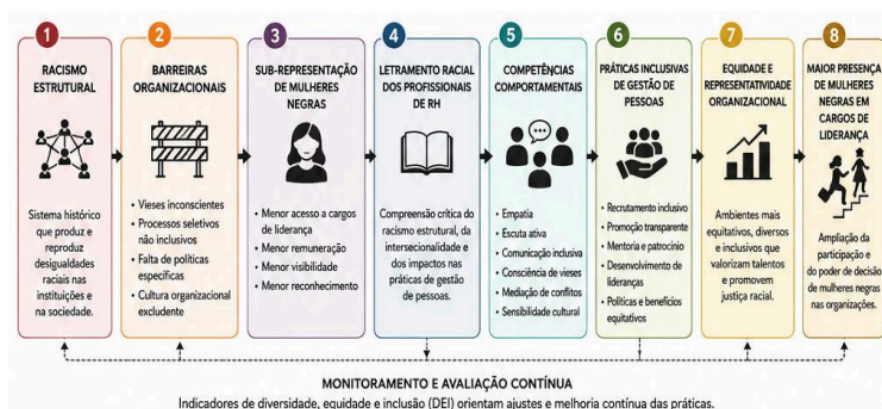 1
RACISMO
ESTRUTURAL
Sistema histórico
que produz e
reproduz
desigualdades
raciais nas
instituições e
na sociedade.
2
BARREIRAS
ORGANIZACIONAIS
• Vieses inconscientes
• Processos seletivos
não inclusivos
• Falta de políticas
específicas
• Cultura organizacional
excludente
3
SUB-REPRESENTAÇÃO
DE MULHERES
NEGRAS
• Menor acesso a cargos
de liderança
• Menor remuneração
• Menor visibilidade
• Menor reconhecimento
4
LETRAMENTO RACIAL
DOS PROFISSIONAIS
DE RH
Compreensão crítica do
racismo estrutural, da
interseccionalidade e
dos impactos nas
práticas de gestão
de pessoas.
5
COMPETÊNCIAS
COMPORTAMENTAIS
• Empatia
• Escuta ativa
• Comunicação inclusiva
• Consciência de vieses
• Mediação de conflitos
• Sensibilidade cultural
6
PRÁTICAS INCLUSIVAS
DE GESTÃO DE
PESSOAS
• Recrutamento inclusivo
• Promoção transparente
• Mentoria e patrocínio
• Desenvolvimento de
lideranças
• Políticas e benefícios
equitativos
7
EQUIDADE E
REPRESENTATIVIDADE
ORGANIZACIONAL
Ambientes mais
equitativos, diversos
e inclusivos que
valorizam talentos
e promovem
justiça racial.
8
MAIOR PRESENÇA
DE MULHERES
NEGRAS EM
CARGOS DE
LIDERANÇA
Ampliação da
participação e
do poder de decisão
de mulheres negras
nas organizações.
MONITORAMENTO E AVALIAÇÃO CONTÍNUA
Indicadores de diversidade, equidade e inclusão (DEI) orientam ajustes e melhoria contínua das práticas.